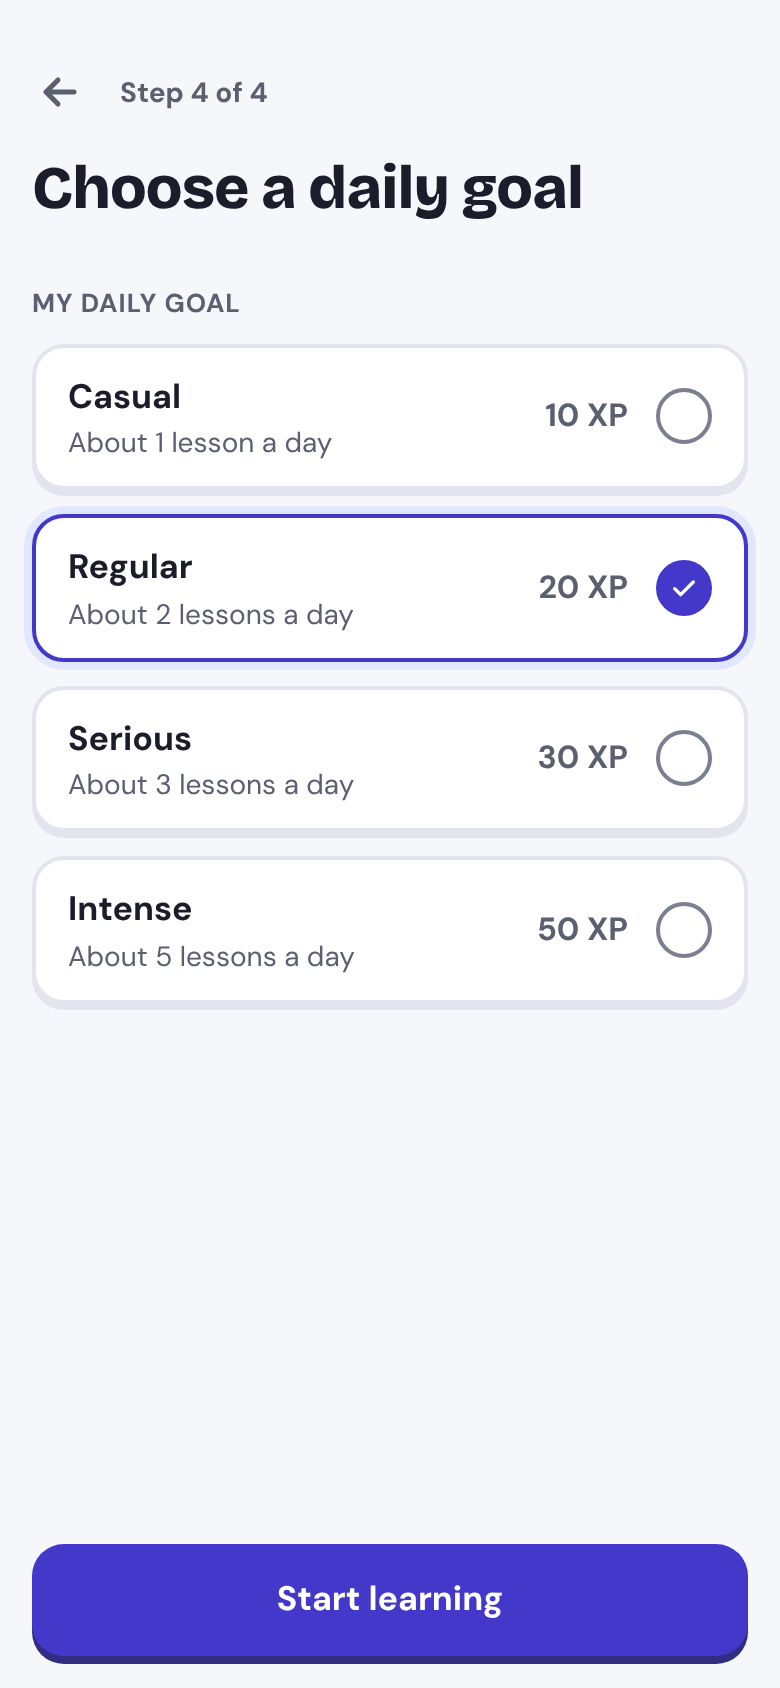 Step 4 of 4
Choose a daily goal
MY DAILY GOAL
Casual
About 1 lesson a day
10 XP
Regular
About 2 lessons a day
20 XP
Serious
About 3 lessons a day
30 XP
Intense
About 5 lessons a day
50 XP
Start learning